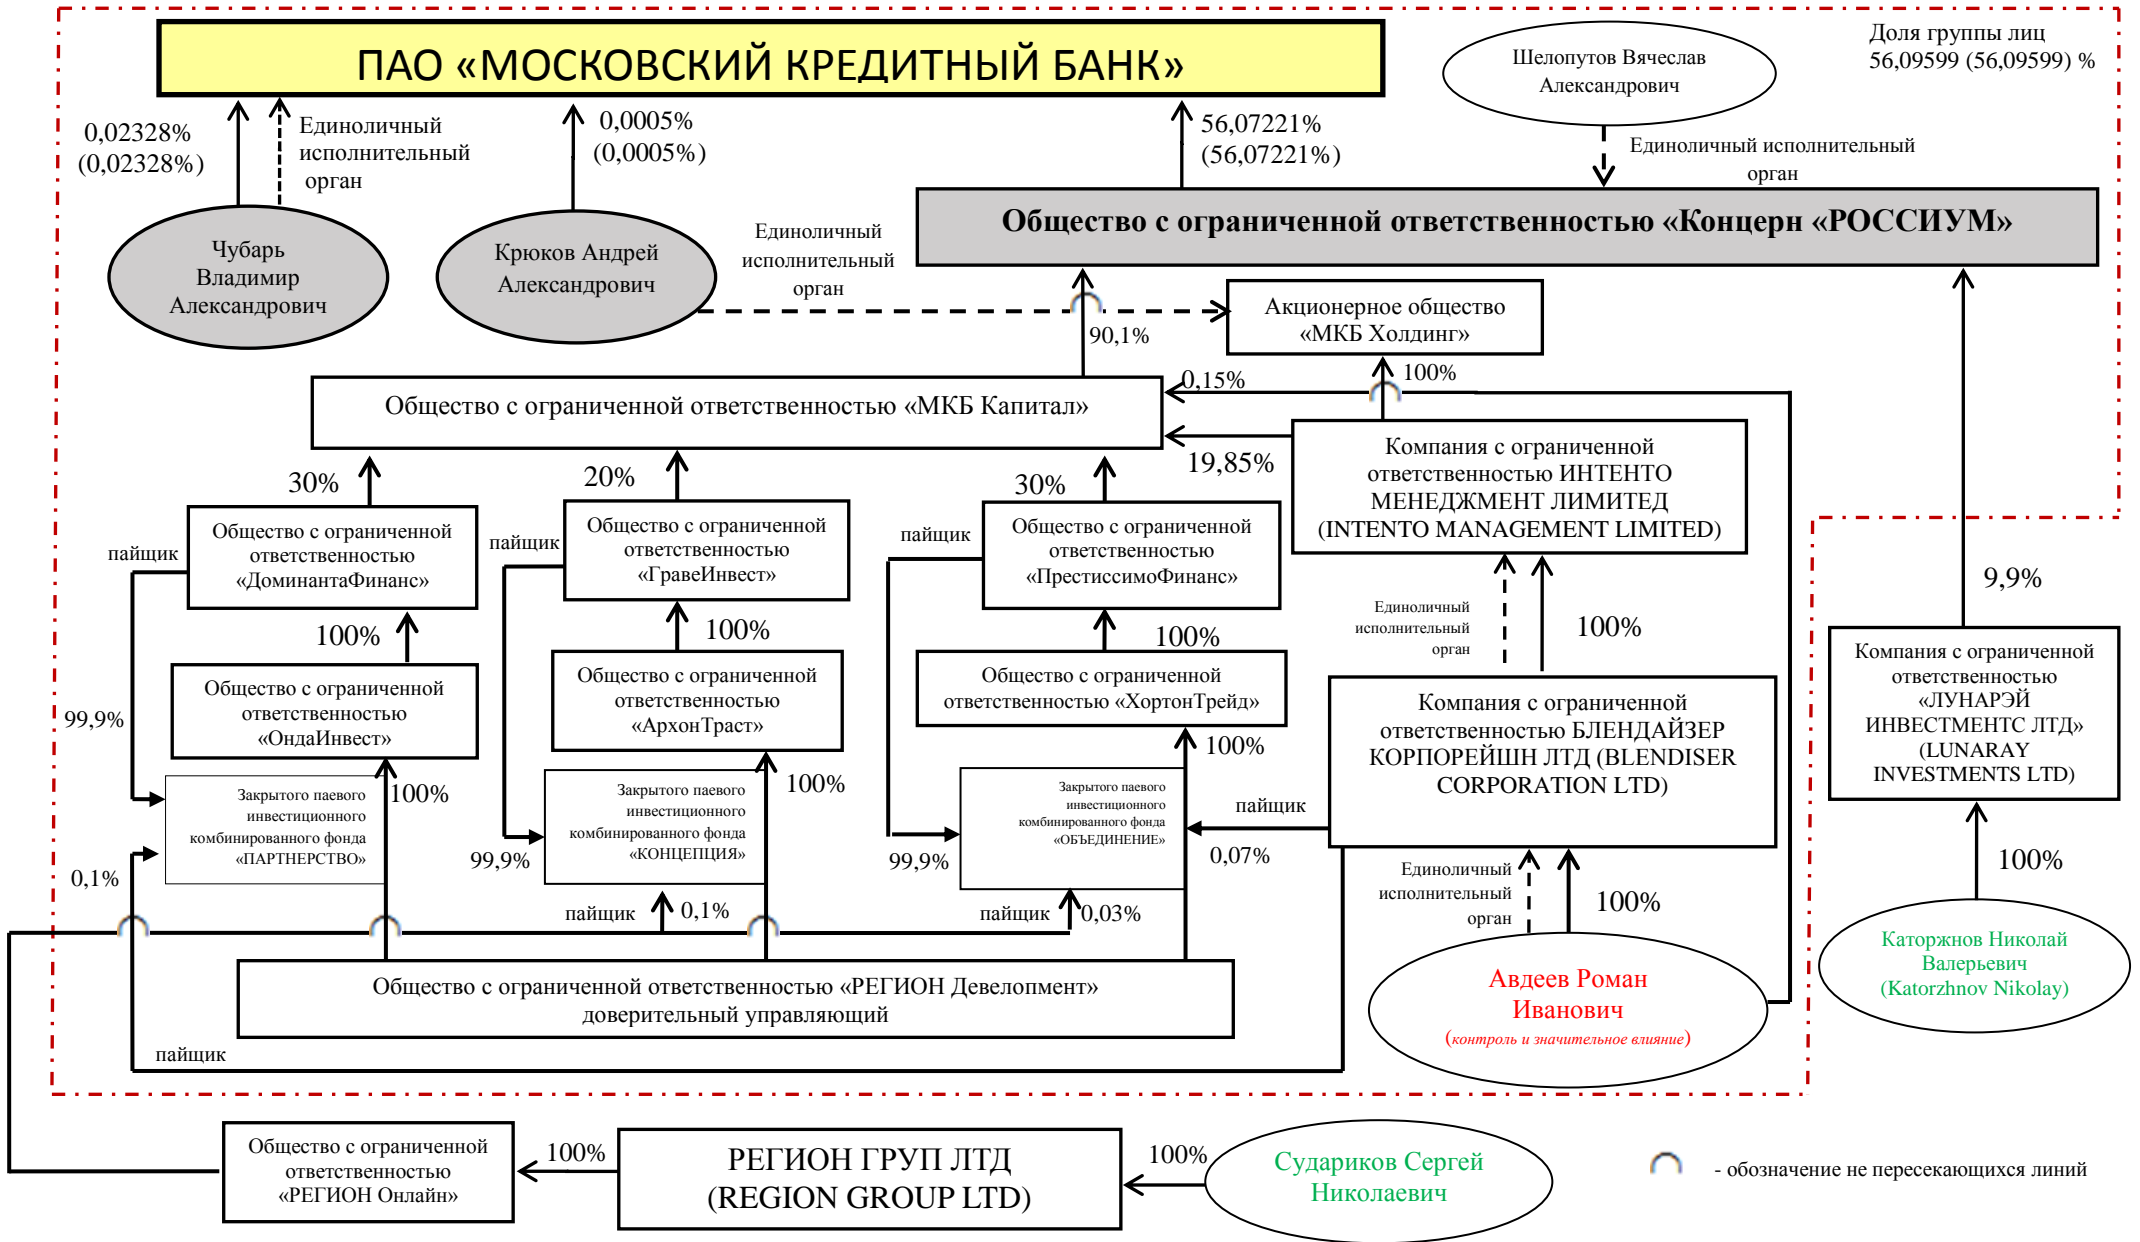 ПАО «МОСКОВСКИЙ КРЕДИТНЫЙ БАНК»
Шелопутов Вячеслав
Александрович
Доля группы лиц
56,09599 (56,09599) %
0,02328%
(0,02328%)
Единоличный
исполнительный
орган
0,0005%
(0,0005%)
56,07221%
(56,07221%)
Единоличный исполнительный
орган
Чубарь
Владимир
Александрович
Крюков Андрей
Александрович
Единоличный
исполнительный
орган
Общество с ограниченной ответственностью «Концерн «РОССИУМ»
90,1%
Акционерное общество
«МКБ Холдинг»
Общество с ограниченной ответственностью «МКБ Капитал»
0,15%
100%
19,85%
Компания с ограниченной
ответственностью ИНТЕНТО
МЕНЕДЖМЕНТ ЛИМИТЕД
(INTENTO MANAGEMENT LIMITED)
30%
20%
30%
пайщик
Общество с ограниченной
ответственностью
«ДоминантаФинанс»
пайщик
Общество с ограниченной
ответственностью
«ГравеИнвест»
пайщик
Общество с ограниченной
ответственностью
«ПрестиссимоФинанс»
9,9%
100%
100%
100%
Единоличный
исполнительный
орган
100%
99,9%
Общество с ограниченной
ответственностью
«ОндаИнвест»
Общество с ограниченной
ответственностью
«АрхонТраст»
Общество с ограниченной
ответственностью «ХортонТрейд»
Компания с ограниченной
ответственностью БЛЕНДАЙЗЕР
КОРПОРЕЙШН ЛТД (BLENDISER
CORPORATION LTD)
Компания с ограниченной
ответственностью
«ЛУНАРЭЙ
ИНВЕСТМЕНТС ЛТД»
(LUNARAY
INVESTMENTS LTD)
100%
100%
100%
Закрытого паевого
инвестиционного
комбинированного фонда
«ПАРТНЕРСТВО»
Закрытого паевого
инвестиционного
комбинированного фонда
«КОНЦЕПЦИЯ»
Закрытого паевого
инвестиционного
комбинированного фонда
«ОБЪЕДИНЕНИЕ»
пайщик
0,07%
0,1%
99,9%
99,9%
Единоличный
исполнительный
орган
100%
100%
пайщик
0,1%
пайщик
0,03%
Общество с ограниченной ответственностью «РЕГИОН Девелопмент»
доверительный управляющий
Авдеев Роман
Иванович
(контроль и значительное влияние)
Каторжнов Николай
Валерьевич
(Katorzhnov Nikolay)
пайщик
Общество с ограниченной
ответственностью
«РЕГИОН Онлайн»
100%
РЕГИОН ГРУП ЛТД
(REGION GROUP LTD)
100%
Судариков Сергей
Николаевич
- обозначение не пересекающихся линий